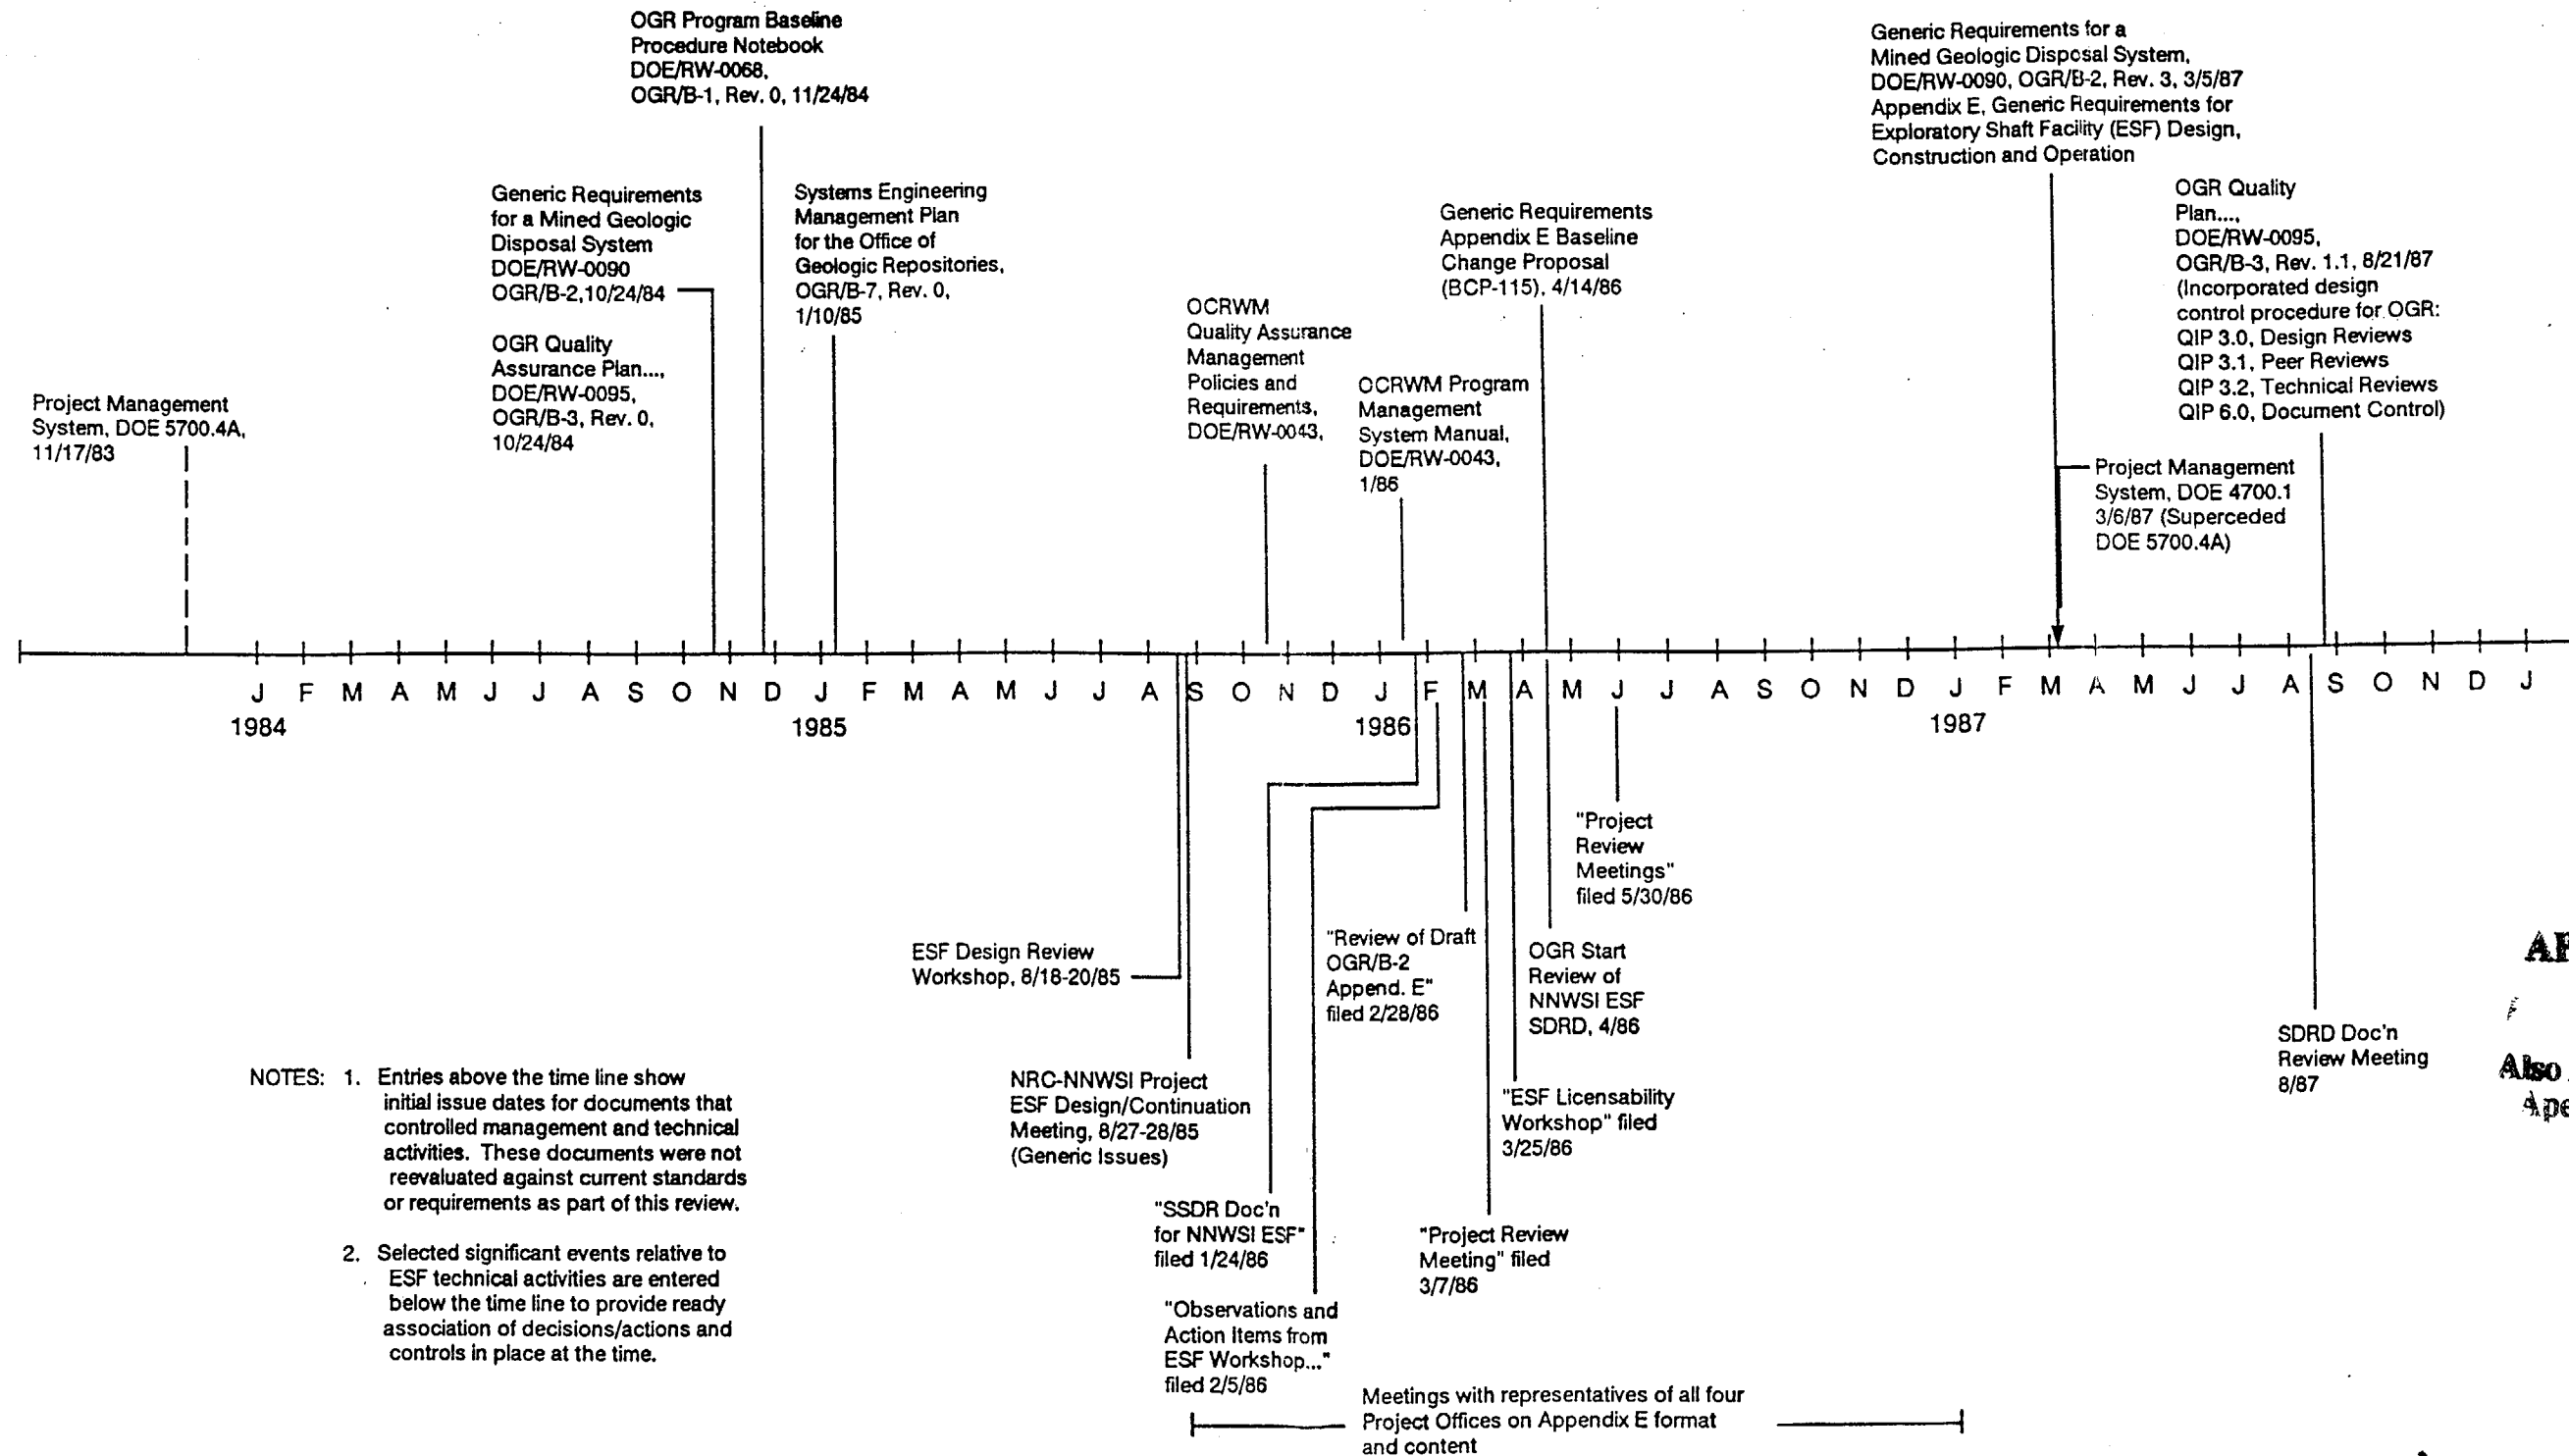 OGR Program Baseline
Procedure Notebook
DOE/RW-0068,
OGR/B-1, Rev. 0, 11/24/84
Generic Requirements for a
Mined Geologic Disposal System,
DOE/RW-0090, OGR/B-2, Rev. 3, 3/5/87
Appendix E, Generic Requirements for
Exploratory Shaft Facility (ESF) Design,
Construction and Operation
Generic Requirements
for a Mined Geologic
Disposal System
DOE/RW-0090
OGR/B-2,10/24/84
Systems Engineering
Management Plan
for the Office of
Geologic Repositories,
OGR/B-7, Rev. 0,
1/10/85
Generic Requirements
Appendix E Baseline
Change Proposal
(BCP-115), 4/14/86
OGR Quality
Plan...,
DOE/RW-0095,
OGR/B-3, Rev. 1.1, 8/21/87
(Incorporated design
control procedure for OGR:
QIP 3.0, Design Reviews
QIP 3.1, Peer Reviews
QIP 3.2, Technical Reviews
QIP 6.0, Document Control)
OCRWM
Quality Assurance
Management
Policies and
Requirements,
DOE/RW-0043,
OGR Quality
Assurance Plan...,
DOE/RW-0095,
OGR/B-3, Rev. 0,
10/24/84
OCRWM Program
Management
System Manual,
DOE/RW-0043,
1/86
Project Management
System, DOE 5700.4A,
11/17/83
Project Management
System, DOE 4700.1
3/6/87 (Superceded
DOE 5700.4A)
J F M A M J J A S O N D J F M A M J J A S O N D J F M A M J J A S O N D J F M A M J J A S O N D J
1984 1985 1986 1987
"Project
Review
Meetings"
filed 5/30/86
ESF Design Review
Workshop, 8/18-20/85
"Review of Draft
OGR/B-2
Append. E"
filed 2/28/86
OGR Start
Review of
NNWSI ESF
SDRD, 4/86
SDRD Doc'n
Review Meeting
8/87
Also
NRC-NNWSI Project
ESF Design/Continuation
Meeting, 8/27-28/85
(Generic Issues)
"ESF Licensability
Workshop" filed
3/25/86
"SSDR Doc'n
for NNWSI ESF"
filed 1/24/86
"Project Review
Meeting" filed
3/7/86
"Observations and
Action Items from
ESF Workshop..."
filed 2/5/86
Meetings with representatives of all four
Project Offices on Appendix E format
and content
NOTES: 1. Entries above the time line show
initial issue dates for documents that
controlled management and technical
activities. These documents were not
reevaluated against current standards
or requirements as part of this review.
2. Selected significant events relative to
ESF technical activities are entered
below the time line to provide ready
association of decisions/actions and
controls in place at the time.